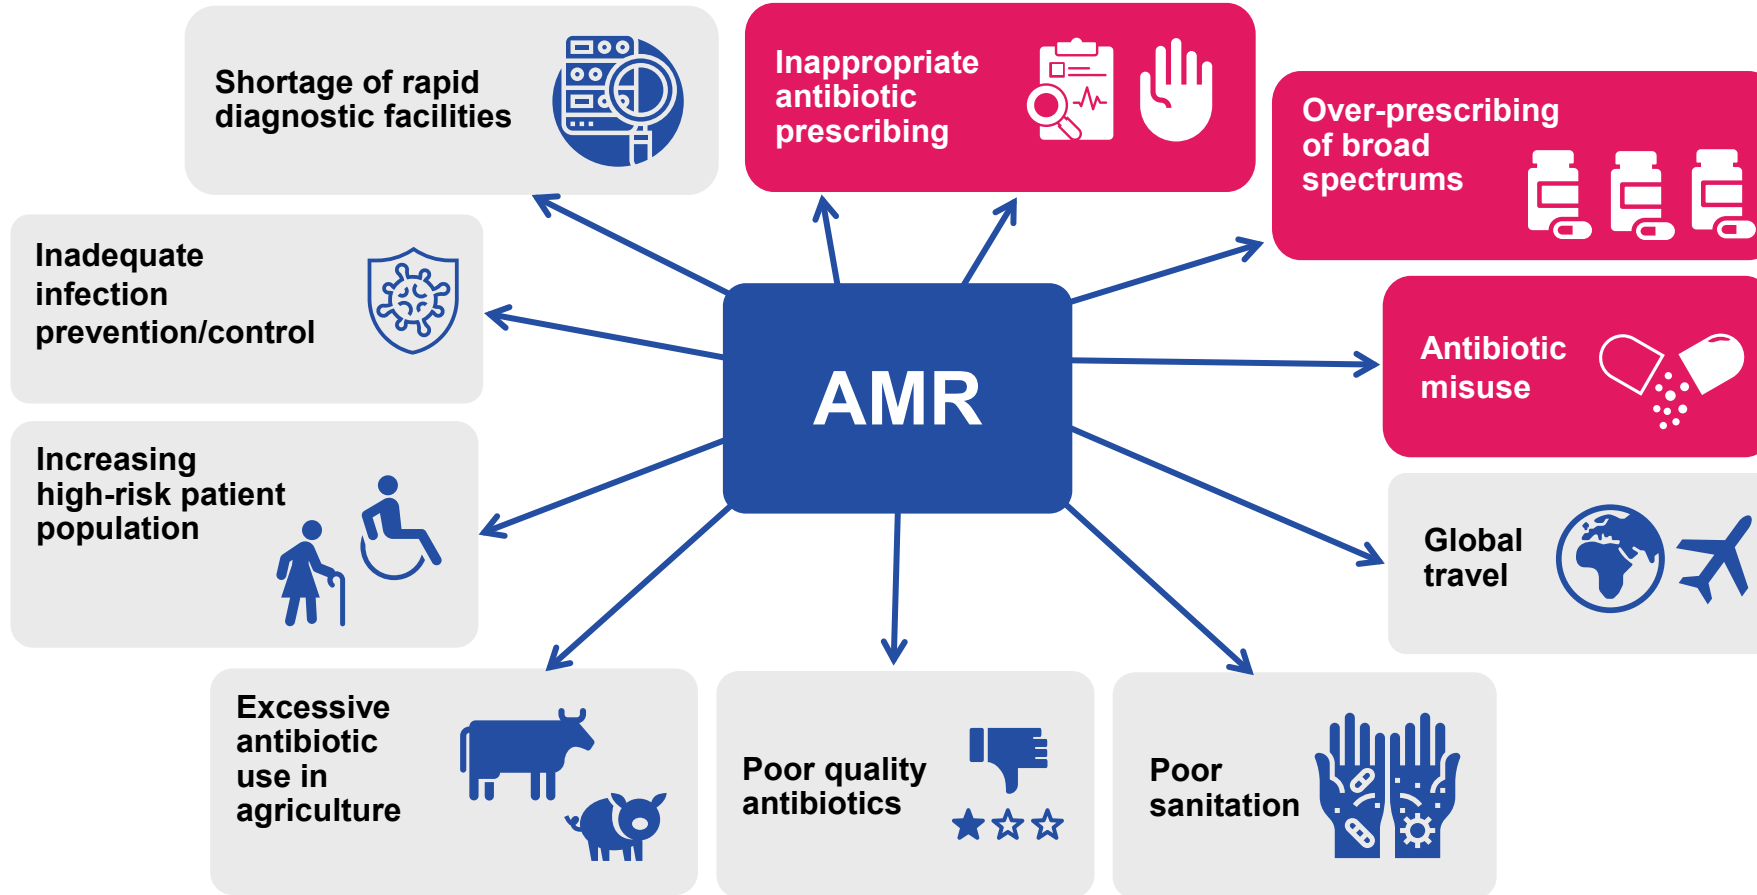 Shortage of rapid
diagnostic facilities
Inappropriate
antibiotic
prescribing
Over-prescribing
of broad
spectrums
Inadequate
infection
prevention/control
AMR
Antibiotic
misuse
Increasing
high-risk patient
population
Global
travel
Excessive
antibiotic
use in
agriculture
Poor quality
antibiotics
Poor
sanitation